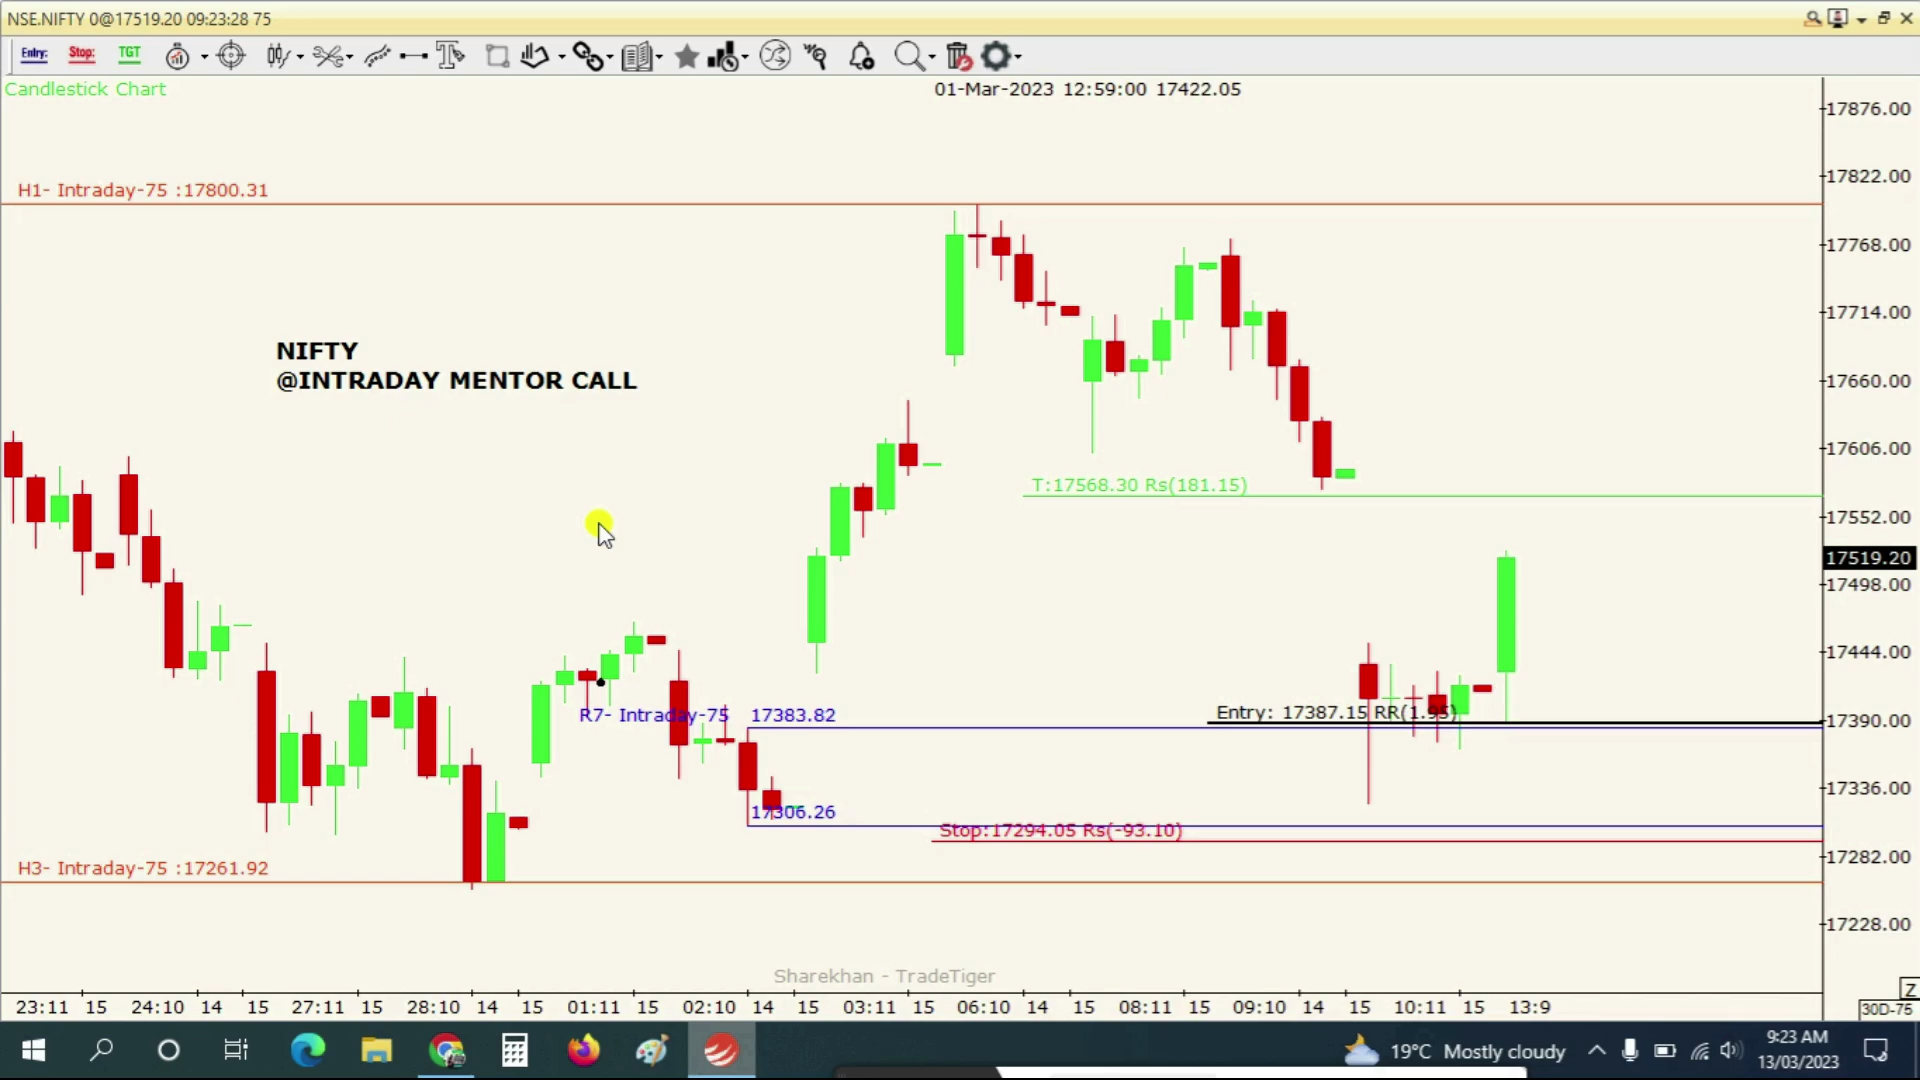 NSE.NIFTY 0@17519.20 09:23:28 75
Entry:
Stop:
TGT
Candlestick Chart
01-Mar-2023 12:59:00 17422.05
17876.00
17822.00
H1- Intraday-75 :17800.31
17768.00
17714.00
NIFTY
@INTRADAY MENTOR CALL
17660.00
17606.00
T:17568.30 Rs(181.15)
17552.00
17519.20
17498.00
17444.00
R7- Intraday-75 17383.82
Entry: 17387.15 RR(1.95)
17390.00
17336.00
17306.26
Stop:17294.05 Rs(-93.10)
17282.00
H3- Intraday-75 :17261.92
17228.00
Sharekhan - TradeTiger
Z
23:11 15 24:10 14 15 27:11 15 28:10 14 15 01:11 15 02:10 14 15 03:11 15 06:10 14 15 08:11 15 09:10 14 15 10:11 15 13:9
30D-75
19°C Mostly cloudy
9:23 AM
13/03/2023